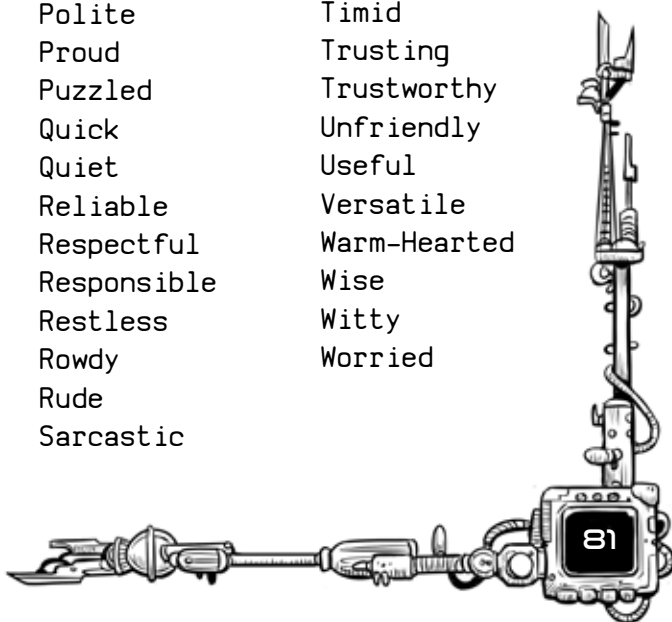 Polite
Proud
Puzzled
Quick
Quiet
Reliable
Respectful
Responsible
Restless
Rowdy
Rude
Sarcastic
Timid
Trusting
Trustworthy
Unfriendly
Useful
Versatile
Warm-Hearted
Wise
Witty
Worried
81